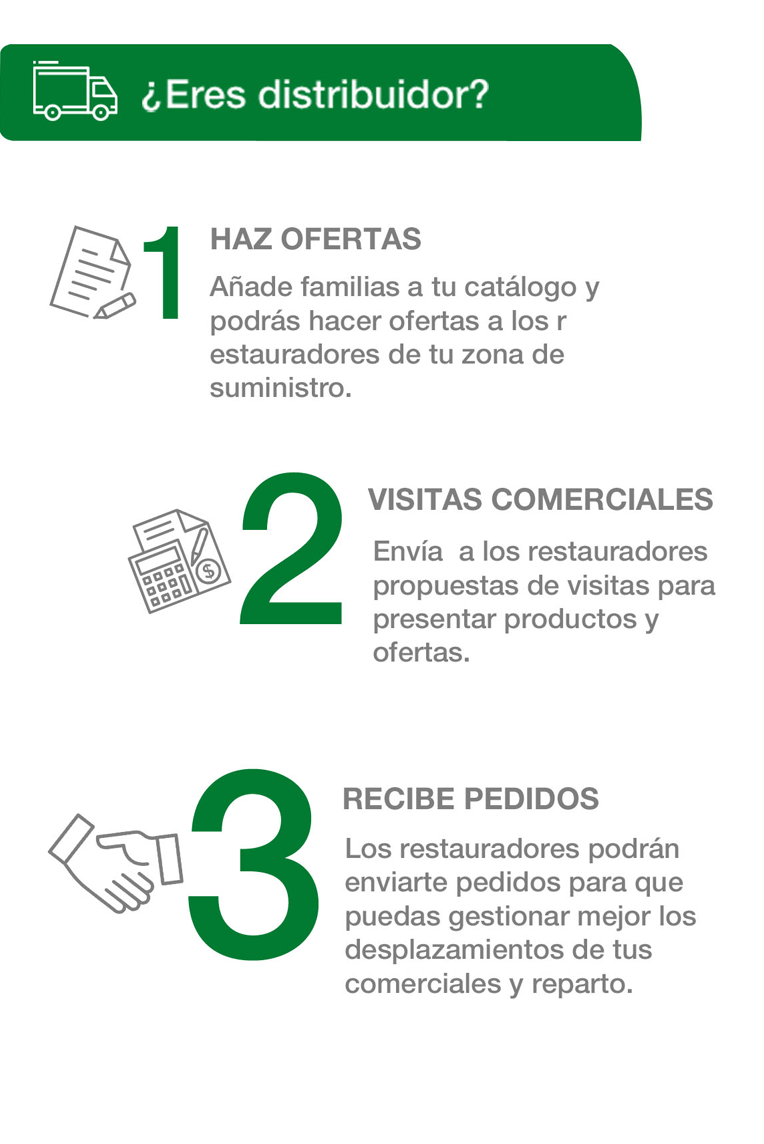 ¿Eres distribuidor?
1
HAZ OFERTAS
Añade familias a tu catálogo y
podrás hacer ofertas a los r
estauradores de tu zona de
suministro.
2
VISITAS COMERCIALES
Envía  a los restauradores
propuestas de visitas para
presentar productos y
ofertas.
$
3
RECIBE PEDIDOS
Los restauradores podrán
enviarte pedidos para que
puedas gestionar mejor los
desplazamientos de tus
comerciales y reparto.